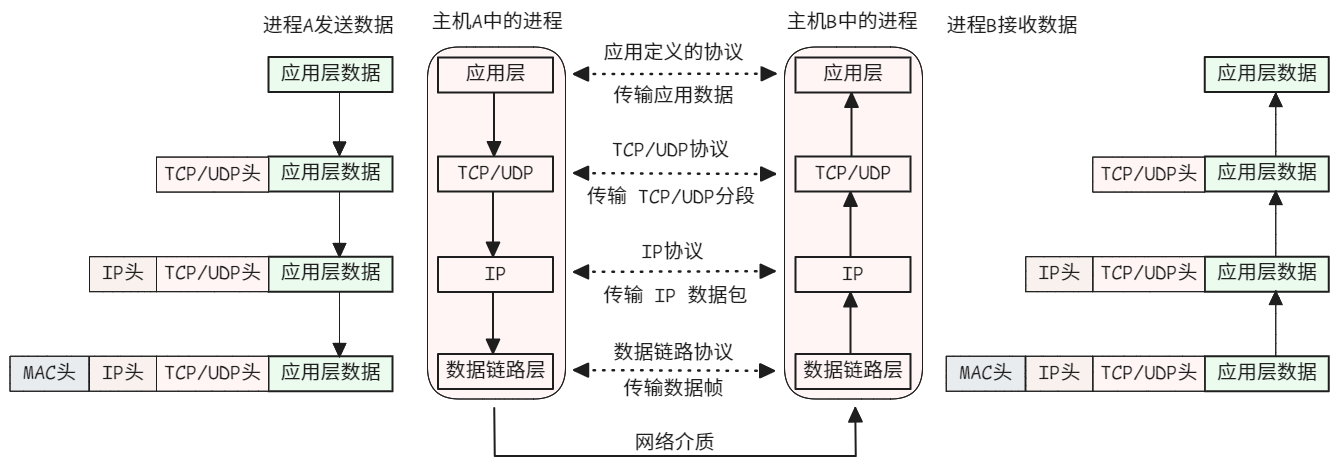 进程A发送数据
主机A中的进程
主机B中的进程
进程B接收数据
应用层数据
应用层
应用定义的协议
传输应用数据
应用层
应用层数据
TCP/UDP头
应用层数据
TCP/UDP
TCP/UDP协议
传输 TCP/UDP分段
TCP/UDP
TCP/UDP头
应用层数据
IP头
TCP/UDP头
应用层数据
IP
IP协议
传输 IP 数据包
IP
IP头
TCP/UDP头
应用层数据
MAC头
IP头
TCP/UDP头
应用层数据
数据链路层
数据链路协议
传输数据帧
数据链路层
MAC头
IP头
TCP/UDP头
应用层数据
网络介质